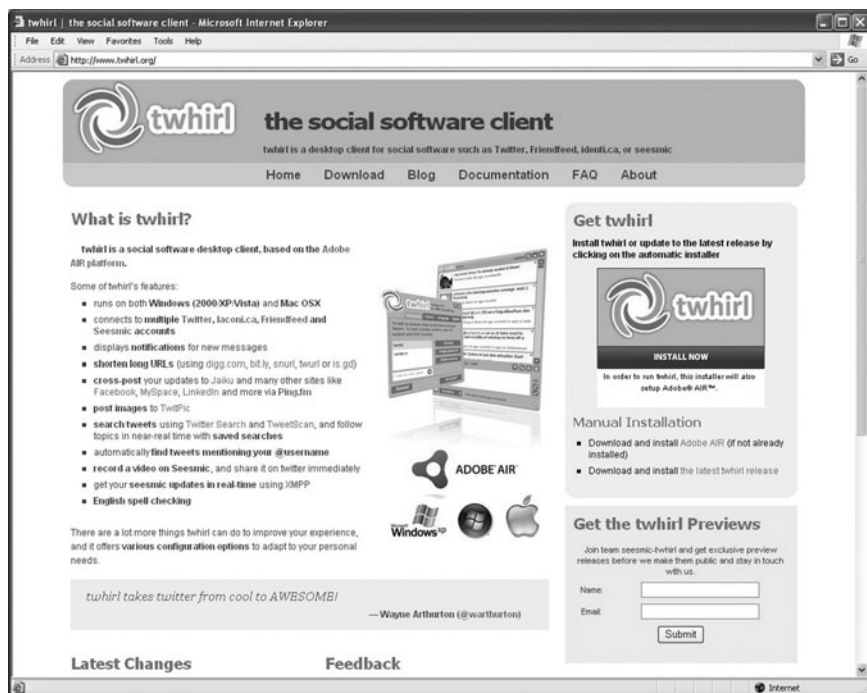 twhirl | the social software client - Microsoft Internet Explorer
File Edit View Favorites Tools Help
Address http://www.twhirl.org/ Go
twhirl
the social software client
twhirl is a desktop client for social software such as Twitter, Friendfeed, identi.ca, or seesmic
Home Download Blog Documentation FAQ About
What is twhirl?
twhirl is a social software desktop client, based on the Adobe
AIR platform.
Some of twhirl's features:
runs on both Windows (2000/XP/Vista) and Mac OSX
connects to multiple Twitter, laconi.ca, Friendfeed and
Seesmic accounts
displays notifications for new messages
shorten long URLs (using digg.com, bit.ly, snurl, twurl or is.gd)
cross-post your updates to Jaiku and many other sites like
Facebook, MySpace, LinkedIn and more via Ping.fm
post images to TwitPic
search tweets using Twitter Search and TweetScan, and follow
topics in near-real time with saved searches
automatically find tweets mentioning your @username
record a video on Seesmic, and share it on twitter immediately
get your seesmic updates in real-time using XMPP
English spell checking
There are a lot more things twhirl can do to improve your experience,
and it offers various configuration options to adapt to your personal
needs.
twhirl
ADOBE AIR
Microsoft
Windows xp
twhirl takes twitter from cool to AWESOME!
— Wayne Arthurton (@warthurton)
Latest Changes
Feedback
Get twhirl
Install twhirl or update to the latest release by
clicking on the automatic installer
twhirl
INSTALL NOW
In order to run twhirl, this installer will also
setup Adobe® AIR™.
Manual Installation
Download and install Adobe AIR (if not already
installed)
Download and install the latest twhirl release
Get the twhirl Previews
Join team seesmic-twhirl and get exclusive preview
releases before we make them public and stay in touch
with us.
Name:
Email:
Submit
Internet